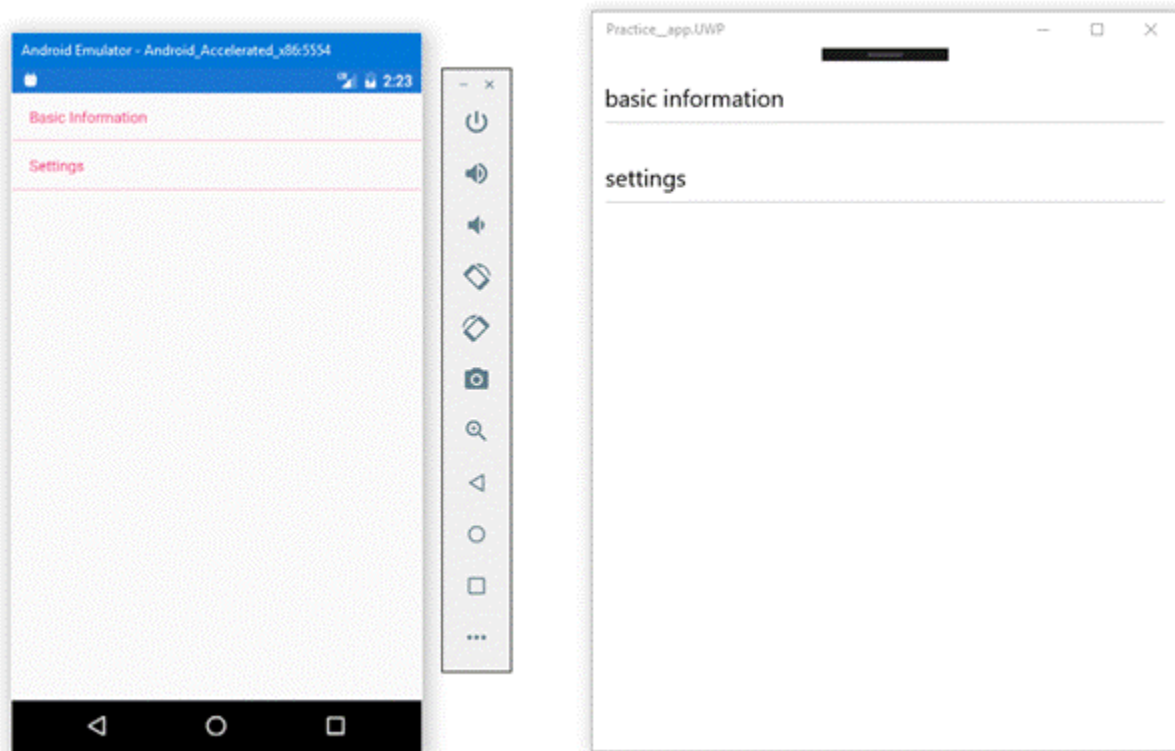 Android Emulator - Android_Accelerated_x86:5554
2:23
Basic Information
Settings
Practice__app.UWP
basic information
settings